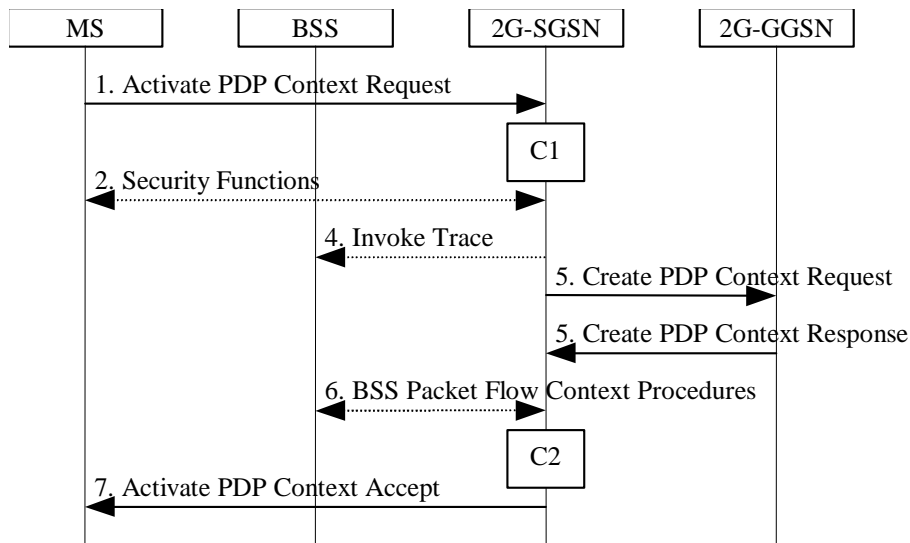 MS BSS 2G-SGSN 2G-GGSN
1. Activate PDP Context Request
C1
2. Security Functions
4. Invoke Trace
5. Create PDP Context Request
5. Create PDP Context Response
6. BSS Packet Flow Context Procedures
C2
7. Activate PDP Context Accept